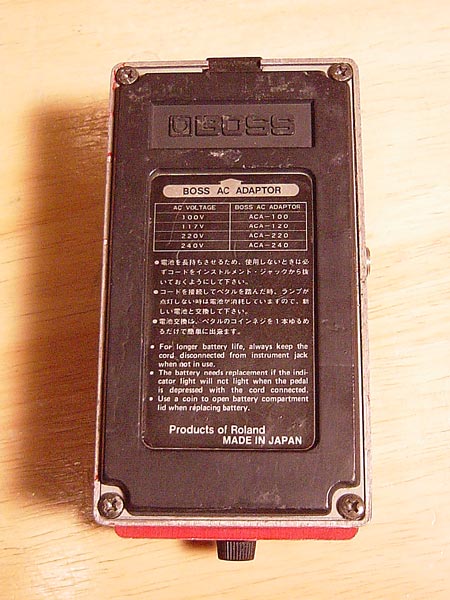 BOSS
BOSS AC ADAPTOR
AC VOLTAGE BOSS AC ADAPTOR
100V ACA-100
117V ACA-120
220V ACA-220
240V ACA-240
●電池を長持ちさせるため、使用しないときは必
ずコードをインストルメント・ジャックから抜
いておくようにして下さい。
●コードを接続してペダルを踏んだ時、ランプが
点灯しない時は電池が消耗していますので、新
しい電池と交換して下さい。
●電池交換は、ペダルのコインネジを1本ゆるめ
るだけで簡単に出来ます。
● For longer battery life, always keep the
cord disconnected from instrument jack
when not in use.
● The battery needs replacement if the indi-
cator light will not light when the pedal
is depressed with the cord connected.
● Use a coin to open battery compartment
lid when replacing battery.
Products of Roland
MADE IN JAPAN